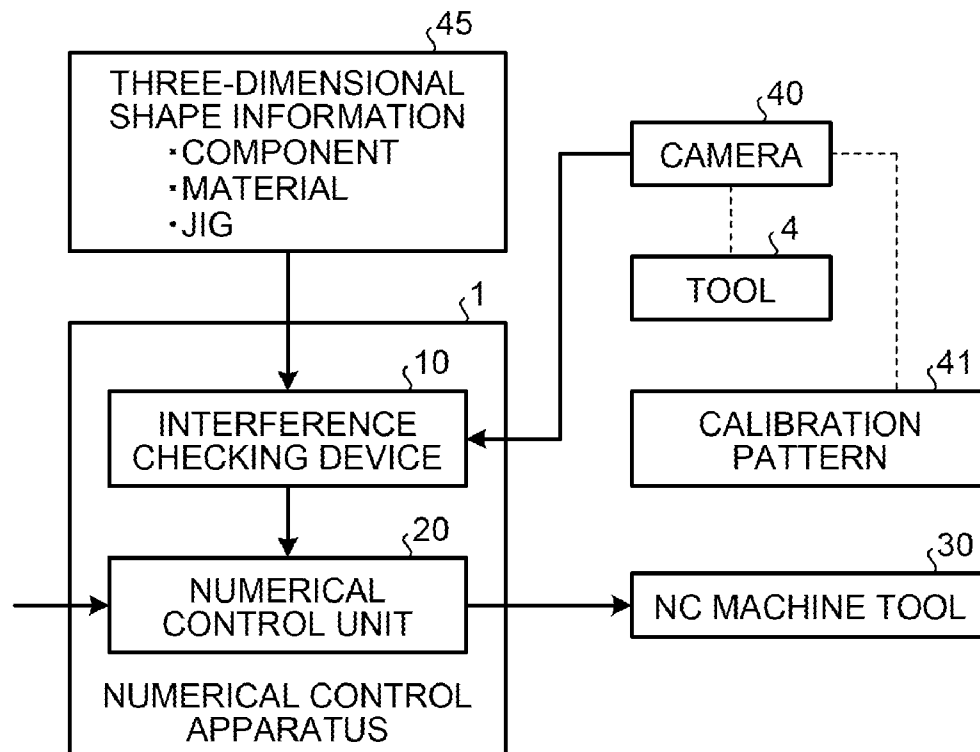 45
THREE-DIMENSIONAL
SHAPE INFORMATION
・COMPONENT
・MATERIAL
・JIG
40
CAMERA
4
TOOL
1
10
INTERFERENCE
CHECKING DEVICE
41
CALIBRATION
PATTERN
20
NUMERICAL
CONTROL UNIT
30
NC MACHINE TOOL
NUMERICAL CONTROL
APPARATUS